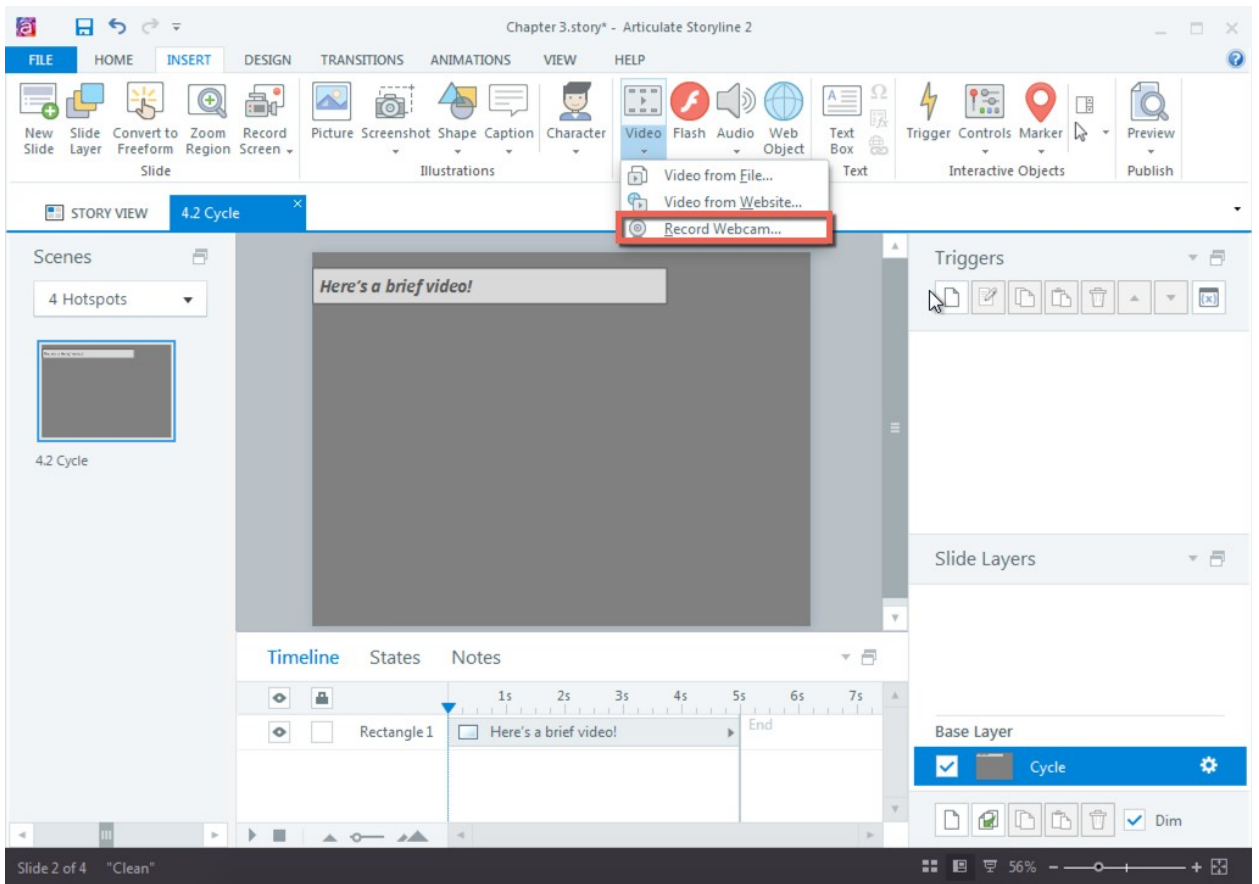 Chapter 3.story* - Articulate Storyline 2
FILE HOME INSERT DESIGN TRANSITIONS ANIMATIONS VIEW HELP
New Slide
Slide Layer
Convert to Freeform
Zoom Region
Record Screen
Picture
Screenshot
Shape
Caption
Character
Video
Flash
Audio
Web Object
Text Box
Trigger
Controls
Marker
Preview
Slide
Illustrations
Text
Interactive Objects
Publish
Video from File...
Video from Website...
Record Webcam...
STORY VIEW
4.2 Cycle
Scenes
4 Hotspots
4.2 Cycle
Here's a brief video!
Triggers
Slide Layers
Base Layer
Cycle
Dim
Timeline States Notes
1s 2s 3s 4s 5s 6s 7s
Rectangle 1
Here's a brief video!
End
Slide 2 of 4 "Clean"
56%